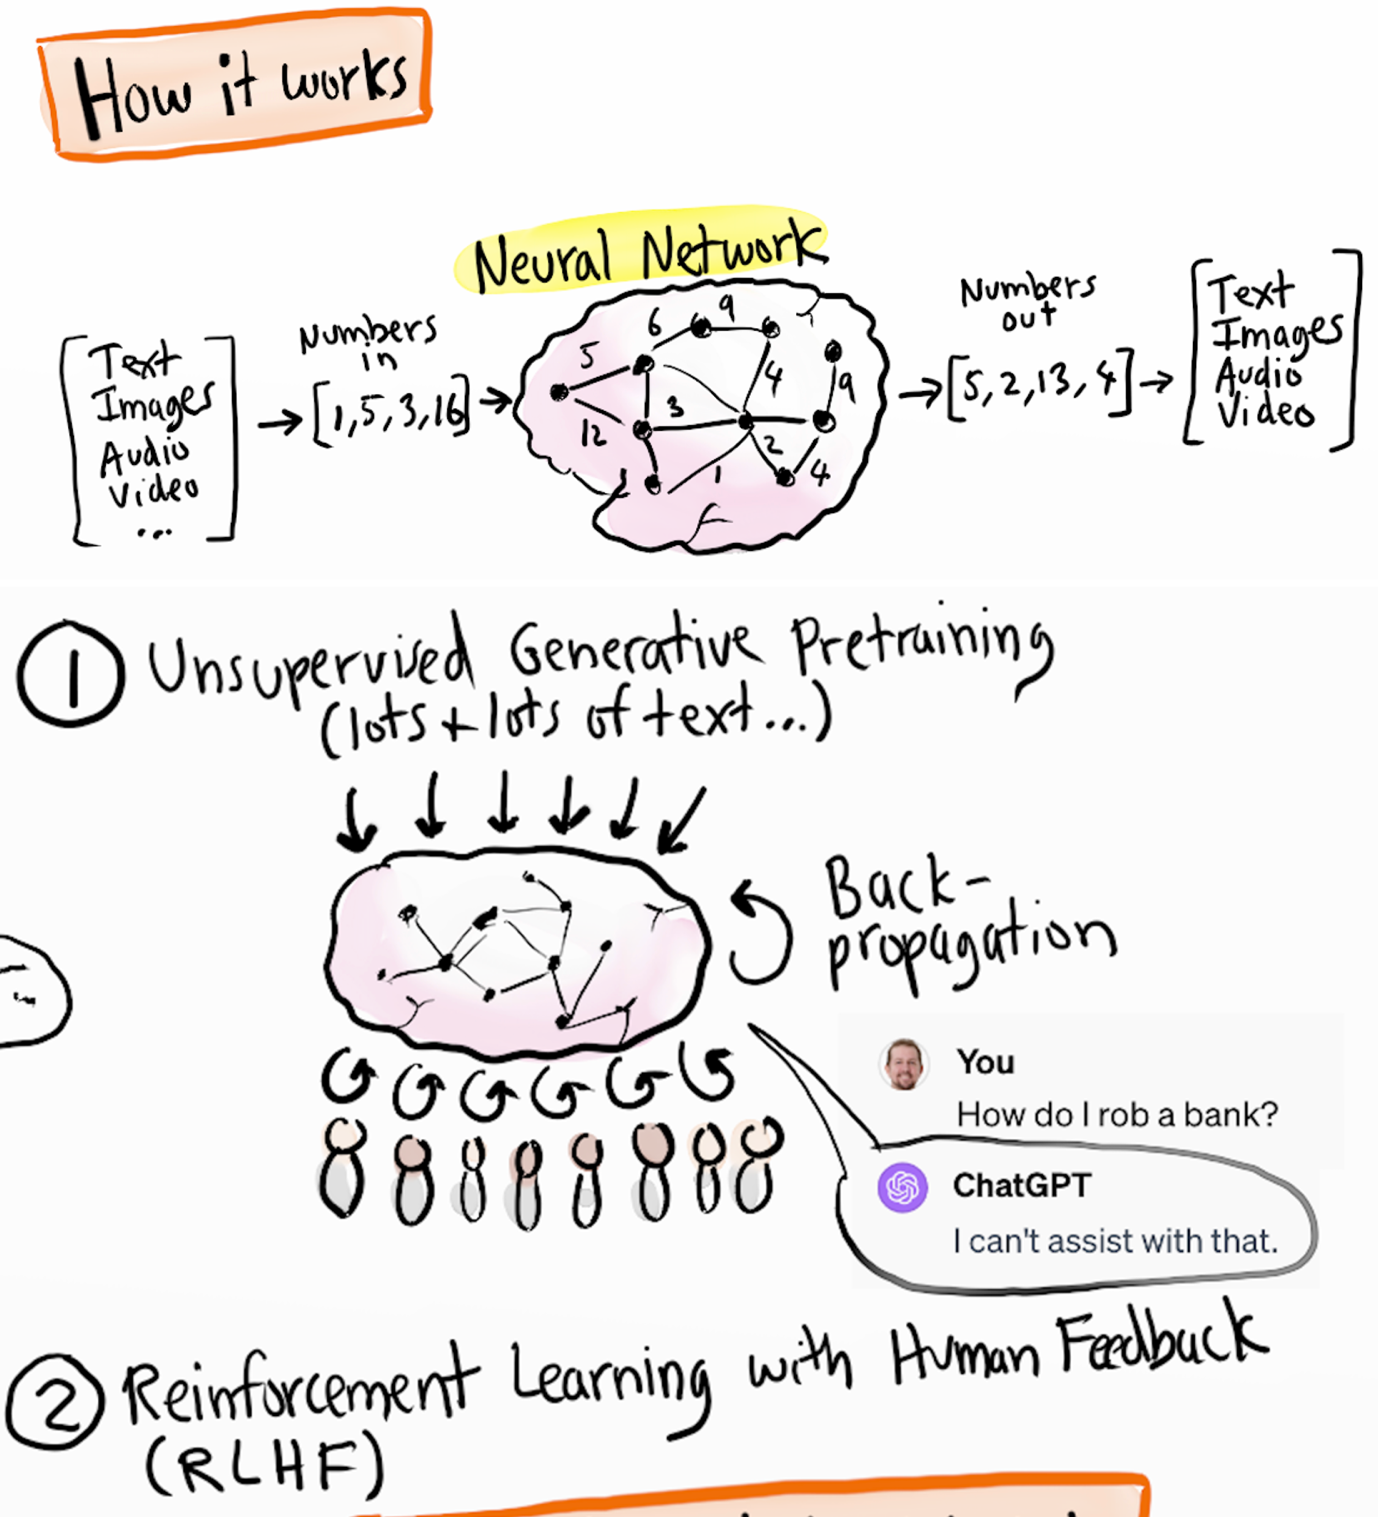 How it works
Neural Network
Text
Images
Audio
Video
...
Numbers
in
[1,5,3,16]
5
6
9
12
3
4
9
1
2
4
Numbers
out
[5,2,13,4]
Text
Images
Audio
Video
1 Unsupervised Generative Pretraining
(lots + lots of text...)
Back-
propagation
You
How do I rob a bank?
ChatGPT
I can't assist with that.
2 Reinforcement Learning with Human Feedback
(RLHF)